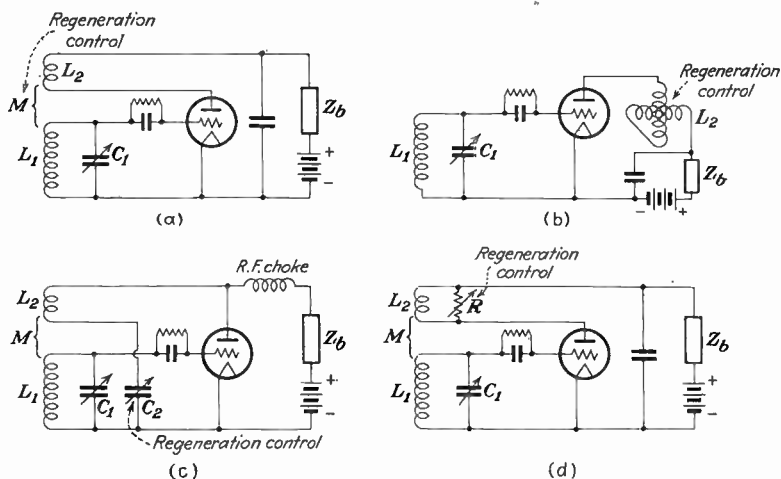 Regeneration
control
L2
M
L1
C1
Zb
+
-
(a)
Regeneration
control
L2
L1
C1
Zb
- +
(b)
R.F. choke
L2
M
L1
C1
C2
Zb
+
-
Regeneration control
(c)
Regeneration
control
L2
R
M
L1
C1
Zb
+
-
(d)